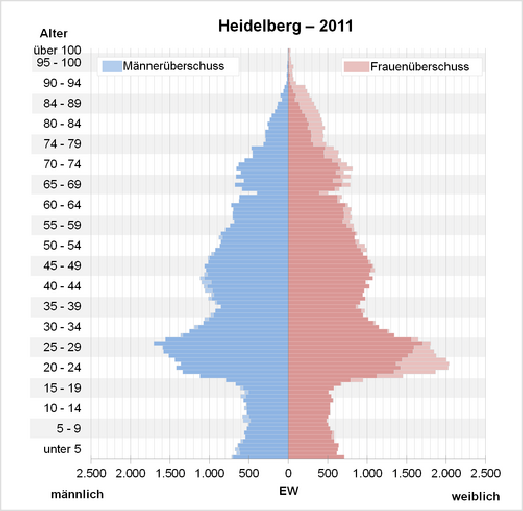 Heidelberg – 2011
Alter
über 100
95 - 100
90 - 94
84 - 89
80 - 84
74 - 79
70 - 74
65 - 69
60 - 64
55 - 59
50 - 54
45 - 49
40 - 44
35 - 39
30 - 34
25 - 29
20 - 24
15 - 19
10 - 14
5 - 9
unter 5
Männerüberschuss
Frauenüberschuss
2.500 2.000 1.500 1.000 500 0 500 1.000 1.500 2.000 2.500
männlich EW weiblich